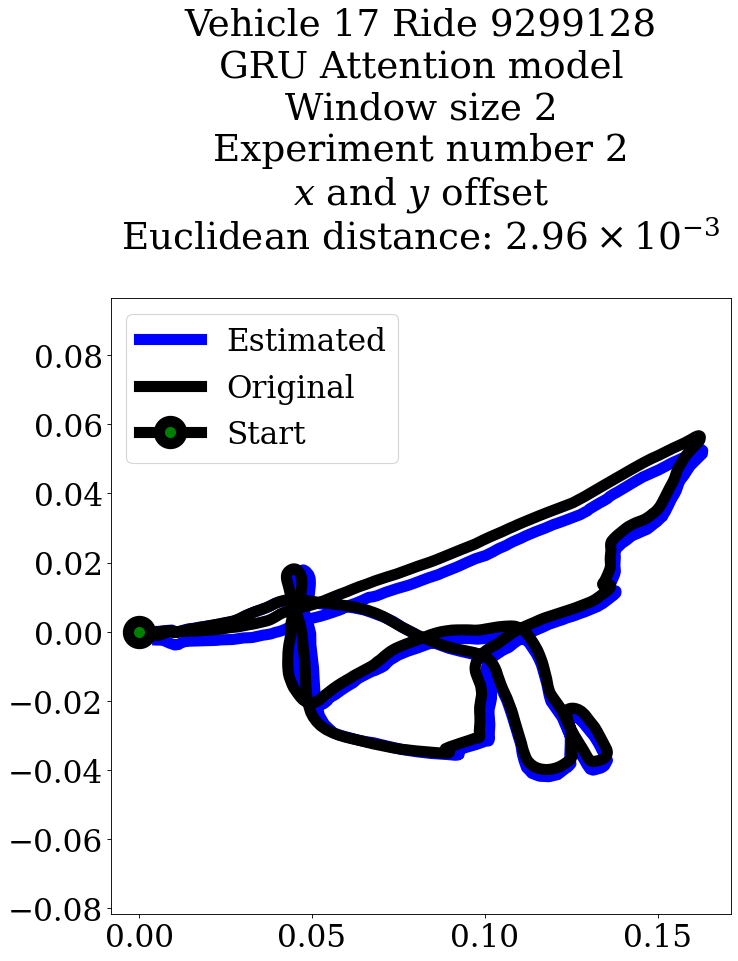 Vehicle 17 Ride 9299128
GRU Attention model
Window size 2
Experiment number 2
x and y offset
Euclidean distance: 2.96 × 10⁻³
Estimated
Original
Start
0.08
0.06
0.04
0.02
0.00
−0.02
−0.04
−0.06
−0.08
0.00 0.05 0.10 0.15